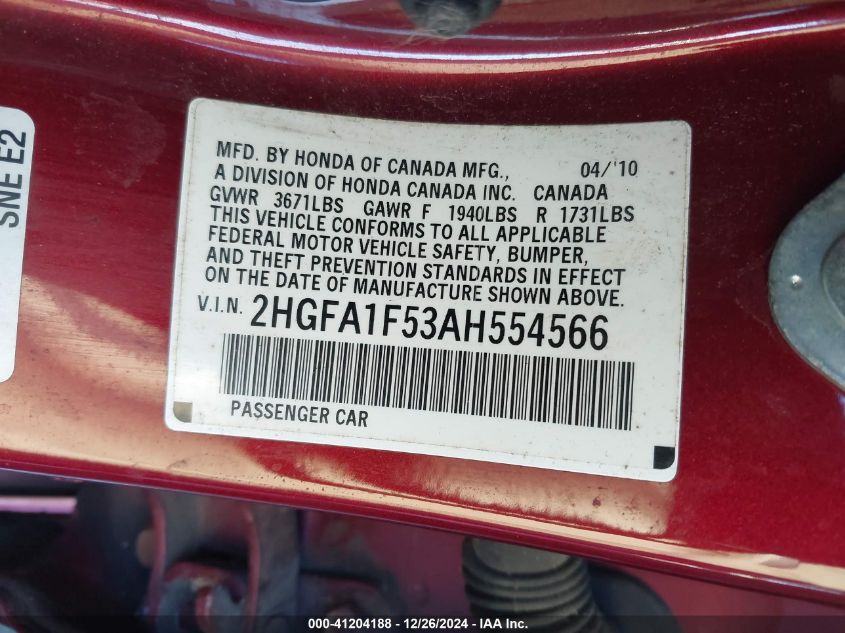 SNE E2
MFD. BY HONDA OF CANADA MFG., 04/'10
A DIVISION OF HONDA CANADA INC. CANADA
GVWR 3671LBS GAWR F 1940LBS R 1731LBS
THIS VEHICLE CONFORMS TO ALL APPLICABLE
FEDERAL MOTOR VEHICLE SAFETY, BUMPER,
AND THEFT PREVENTION STANDARDS IN EFFECT
ON THE DATE OF MANUFACTURE SHOWN ABOVE.
V.I.N. 2HGFA1F53AH554566
PASSENGER CAR
000-41204188 - 12/26/2024 - IAA Inc.